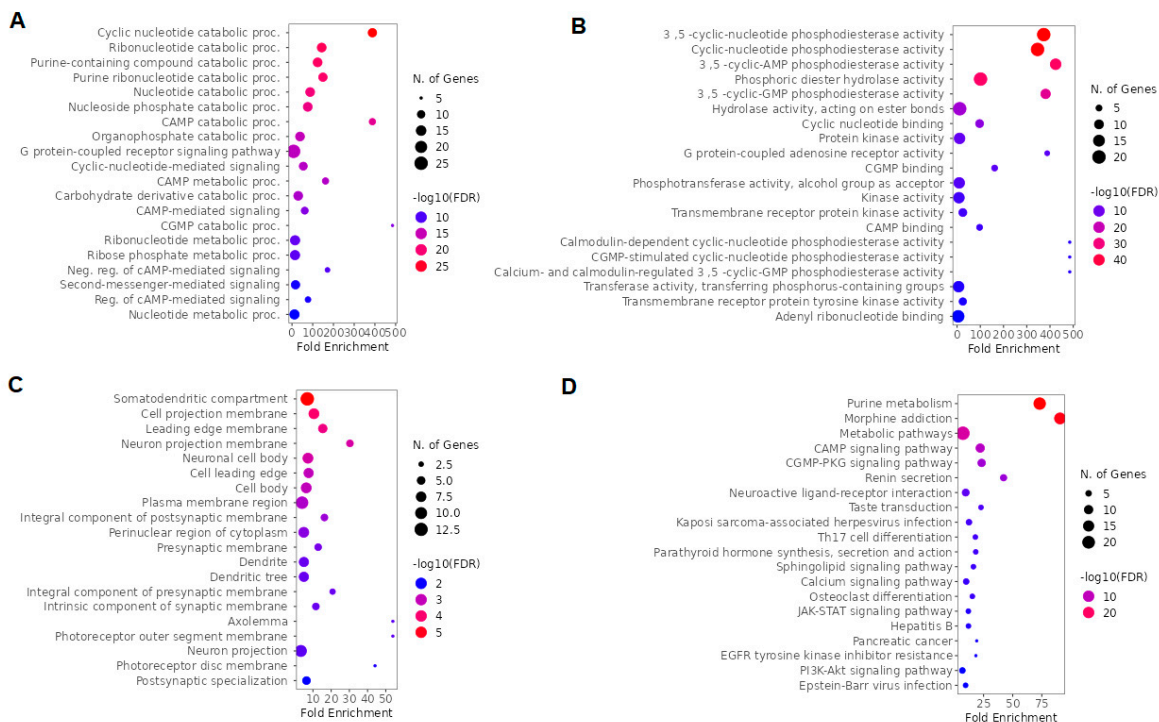 A
Cyclic nucleotide catabolic proc.
Ribonucleotide catabolic proc.
Purine-containing compound catabolic proc.
Purine ribonucleotide catabolic proc.
Nucleotide catabolic proc.
Nucleoside phosphate catabolic proc.
CAMP catabolic proc.
Organophosphate catabolic proc.
G protein-coupled receptor signaling pathway
Cyclic-nucleotide-mediated signaling
CAMP metabolic proc.
Carbohydrate derivative catabolic proc.
CAMP-mediated signaling
CGMP catabolic proc.
Ribonucleotide metabolic proc.
Ribose phosphate metabolic proc.
Neg. reg. of cAMP-mediated signaling
Second-messenger-mediated signaling
Reg. of cAMP-mediated signaling
Nucleotide metabolic proc.
0 100 200 300 400 500
Fold Enrichment
N. of Genes
5
10
15
20
25
-log10(FDR)
10
15
20
25
B
3 ,5 -cyclic-nucleotide phosphodiesterase activity
Cyclic-nucleotide phosphodiesterase activity
3 ,5 -cyclic-AMP phosphodiesterase activity
Phosphoric diester hydrolase activity
3 ,5 -cyclic-GMP phosphodiesterase activity
Hydrolase activity, acting on ester bonds
Cyclic nucleotide binding
Protein kinase activity
G protein-coupled adenosine receptor activity
CGMP binding
Phosphotransferase activity, alcohol group as acceptor
Kinase activity
Transmembrane receptor protein kinase activity
CAMP binding
Calmodulin-dependent cyclic-nucleotide phosphodiesterase activity
CGMP-stimulated cyclic-nucleotide phosphodiesterase activity
Calcium- and calmodulin-regulated 3 ,5 -cyclic-GMP phosphodiesterase activity
Transferase activity, transferring phosphorus-containing groups
Transmembrane receptor protein tyrosine kinase activity
Adenyl ribonucleotide binding
0 100 200 300 400 500
Fold Enrichment
N. of Genes
5
10
15
20
-log10(FDR)
10
20
30
40
C
Somatodendritic compartment
Cell projection membrane
Leading edge membrane
Neuron projection membrane
Neuronal cell body
Cell leading edge
Cell body
Plasma membrane region
Integral component of postsynaptic membrane
Perinuclear region of cytoplasm
Presynaptic membrane
Dendrite
Dendritic tree
Integral component of presynaptic membrane
Intrinsic component of synaptic membrane
Axolemma
Photoreceptor outer segment membrane
Neuron projection
Photoreceptor disc membrane
Postsynaptic specialization
10 20 30 40 50
Fold Enrichment
N. of Genes
2.5
5.0
7.5
10.0
12.5
-log10(FDR)
2
3
4
5
D
Purine metabolism
Morphine addiction
Metabolic pathways
CAMP signaling pathway
CGMP-PKG signaling pathway
Renin secretion
Neuroactive ligand-receptor interaction
Taste transduction
Kaposi sarcoma-associated herpesvirus infection
Th17 cell differentiation
Parathyroid hormone synthesis, secretion and action
Sphingolipid signaling pathway
Calcium signaling pathway
Osteoclast differentiation
JAK-STAT signaling pathway
Hepatitis B
Pancreatic cancer
EGFR tyrosine kinase inhibitor resistance
PI3K-Akt signaling pathway
Epstein-Barr virus infection
25 50 75
Fold Enrichment
N. of Genes
5
10
15
20
-log10(FDR)
10
20